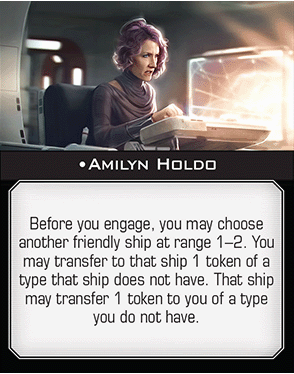 •AMILYN HOLDO
Before you engage, you may choose
another friendly ship at range 1–2. You
may transfer to that ship 1 token of a
type that ship does not have. That ship
may transfer 1 token to you of a type
you do not have.